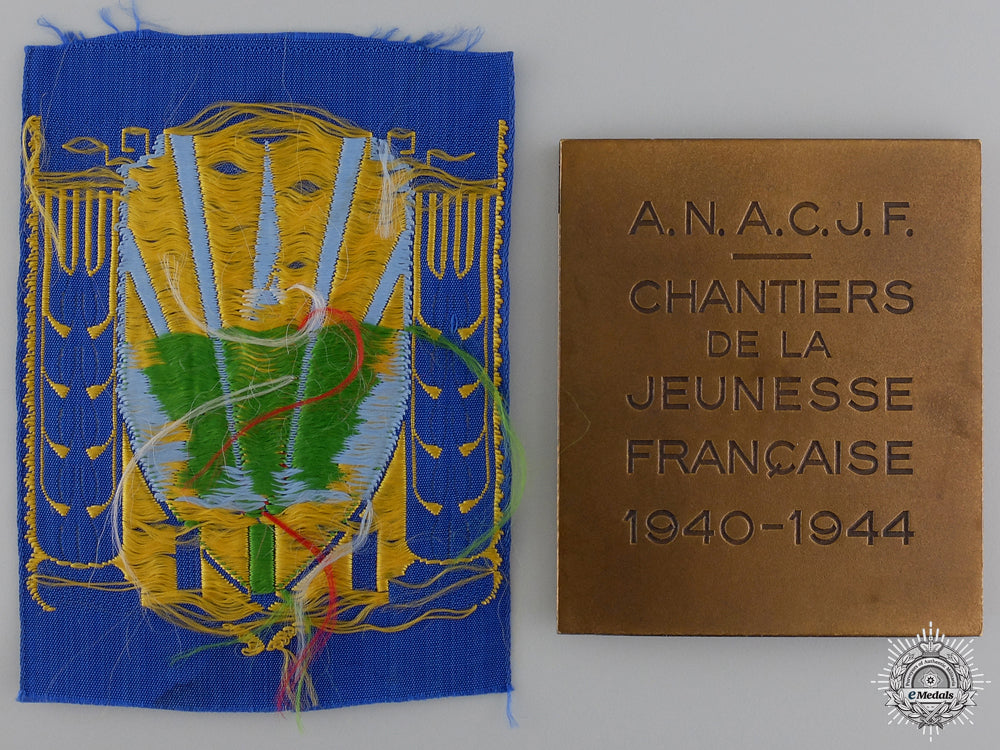 A.N.A.C.J.F.
CHANTIERS
DE LA
JEUNESSE
FRANÇAISE
1940-1944
eMedals